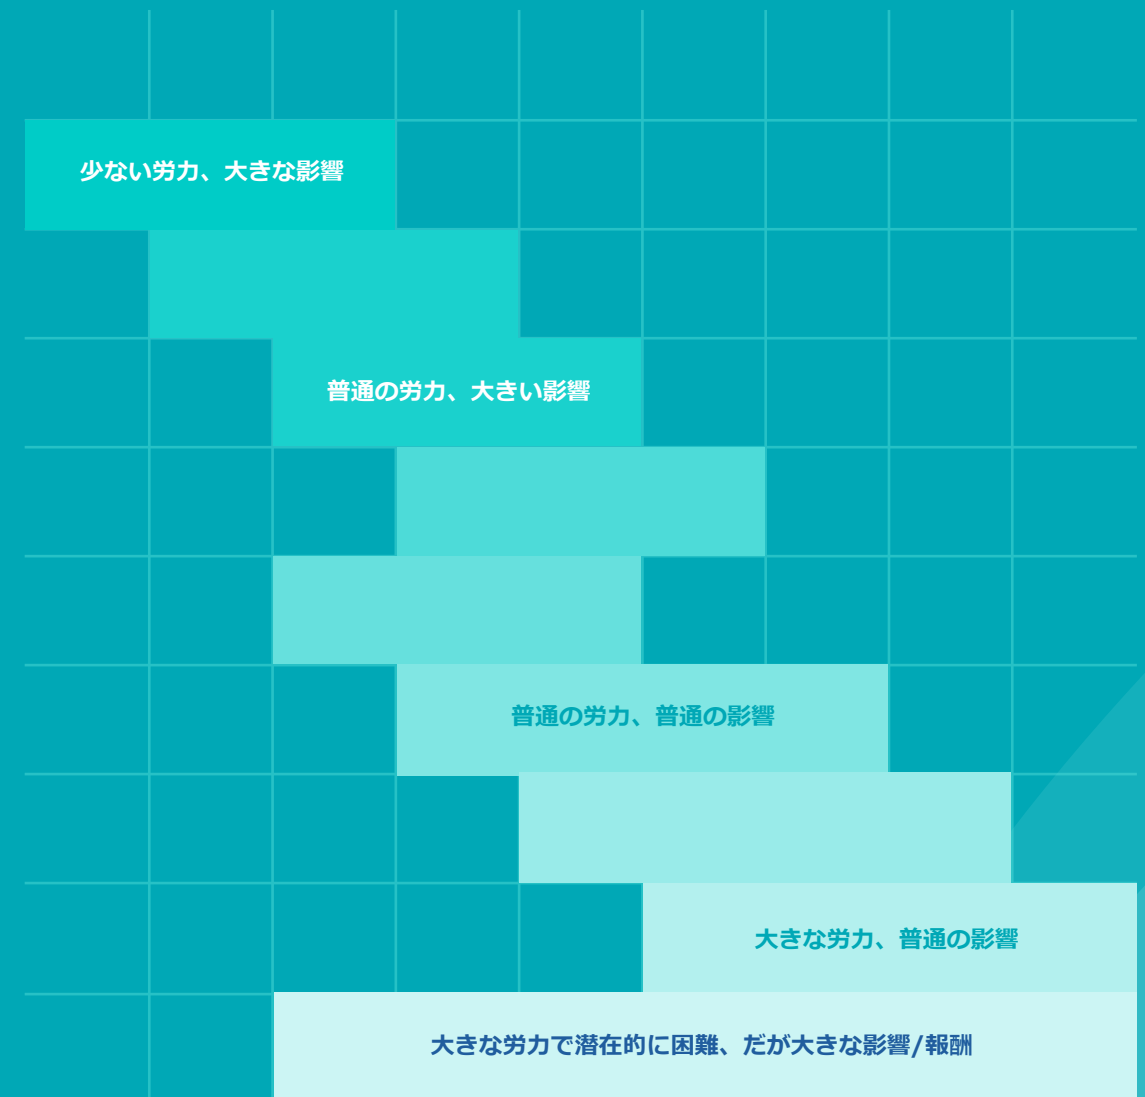 少ない労力、大きな影響
普通の労力、大きい影響
普通の労力、普通の影響
大きな労力、普通の影響
大きな労力で潜在的に困難、だが大きな影響/報酬